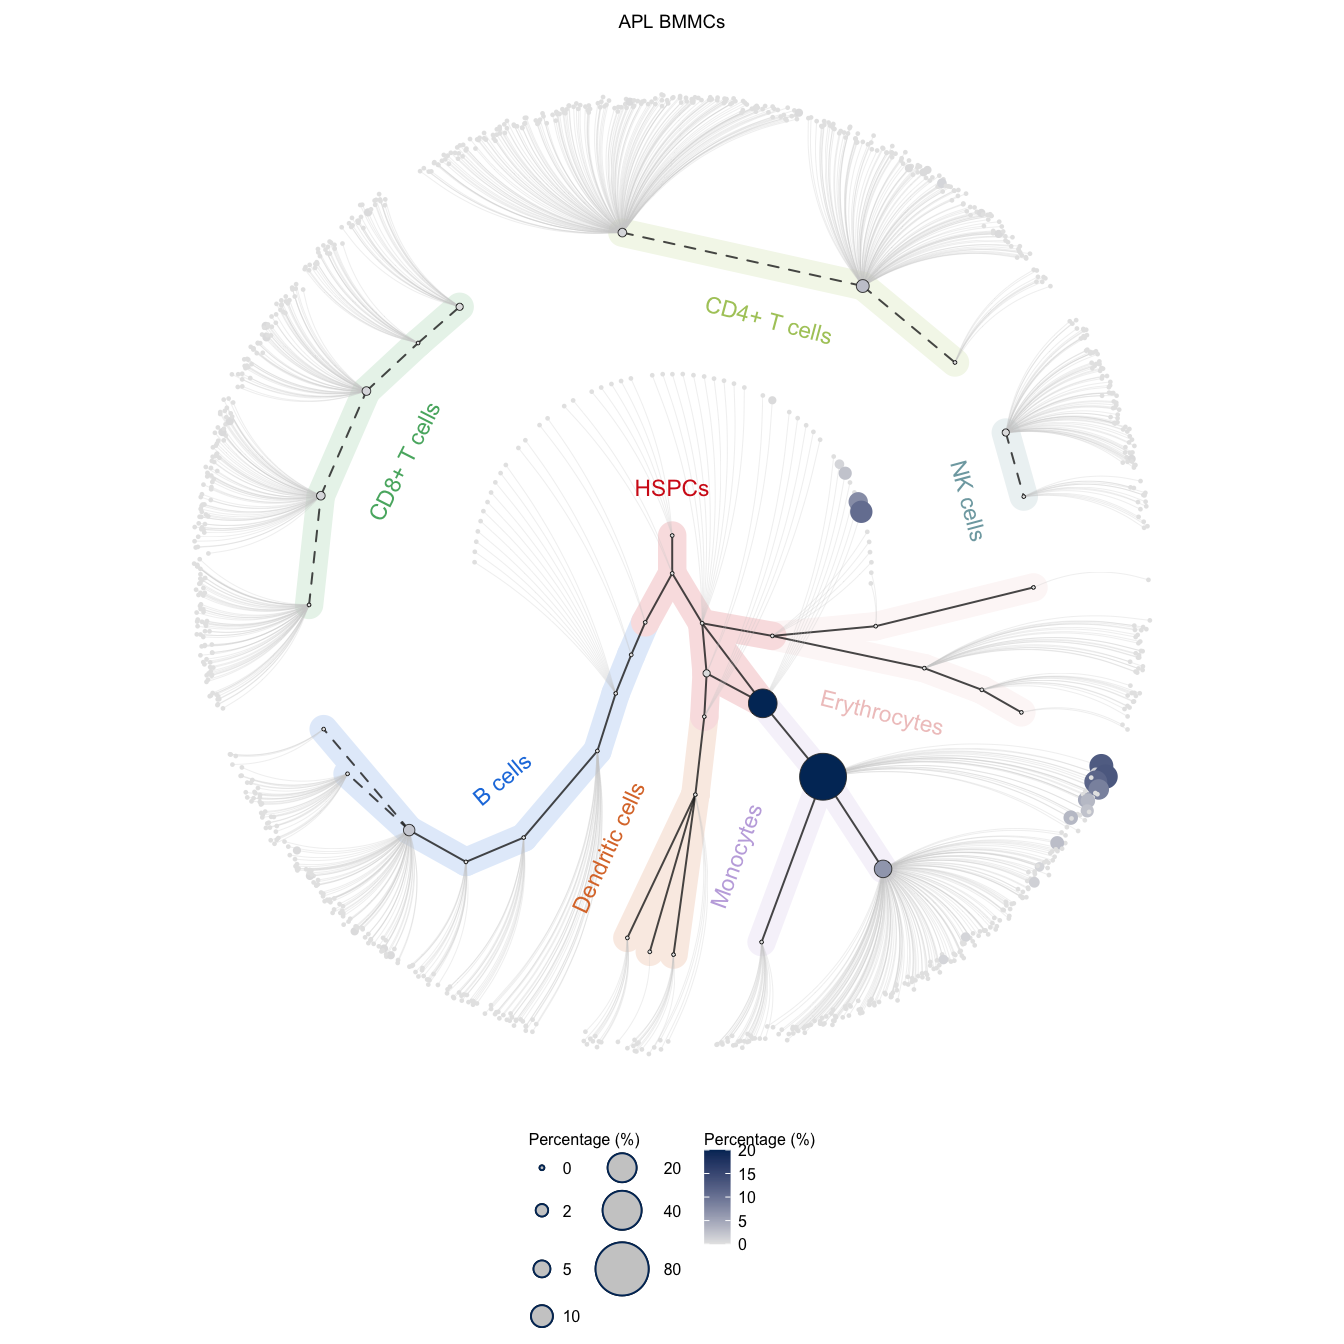 APL BMMCs
CD4+ T cells
CD8+ T cells
NK cells
HSPCs
Erythrocytes
B cells
Dendritic cells
Monocytes
Percentage (%)
0
2
5
10
20
40
80
Percentage (%)
20
15
10
5
0